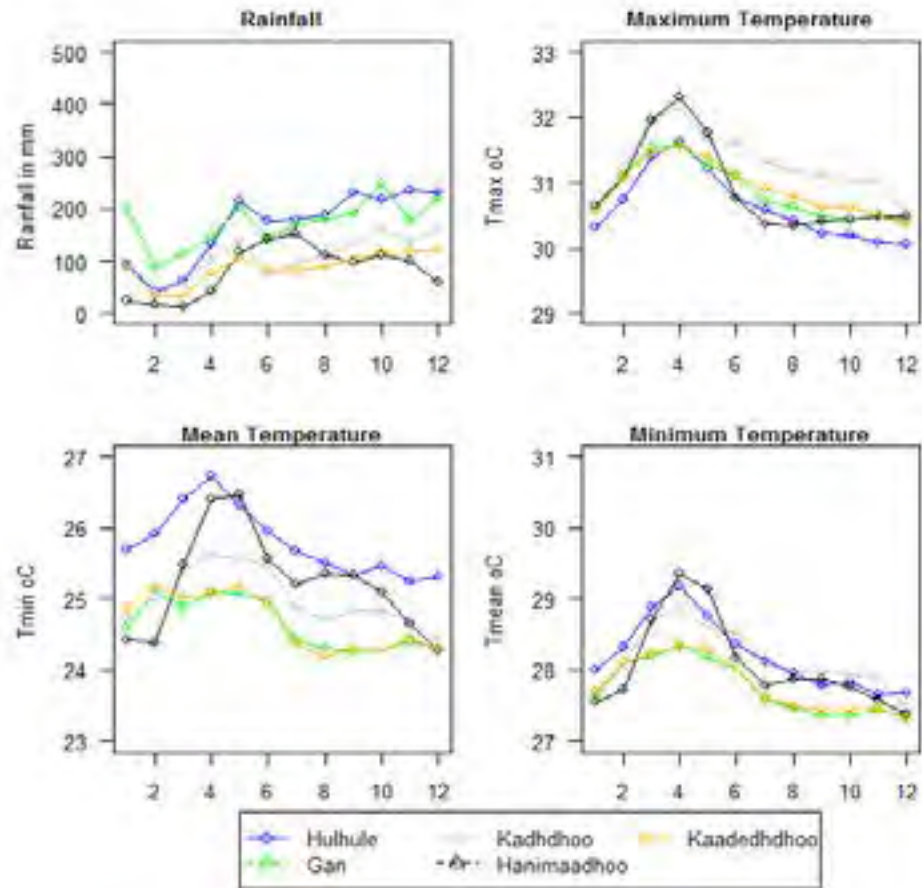 Rainfall
Maximum Temperature
500
400
300
200
100
0
Ranfall in mm
2 4 6 8 10 12
33
32
31
30
29
Tmax oC
2 4 6 8 10 12
Mean Temperature
Minimum Temperature
27
26
25
24
23
Tmin oC
2 4 6 8 10 12
31
30
29
28
27
Tmean oC
2 4 6 8 10 12
Hulhule Kadhdhoo Kaadedhdhoo
Gan Hanimaadhoo